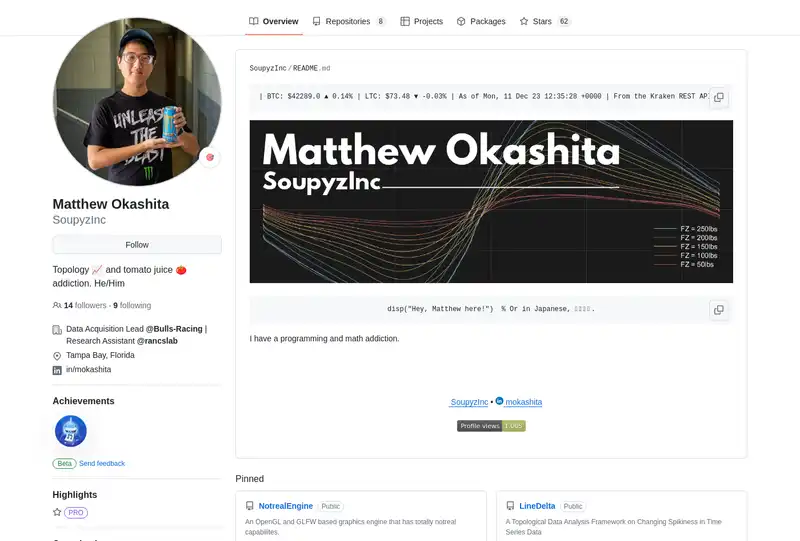 Overview
Repositories 8
Projects
Packages
Stars 62
UNLEASH
THE
BEAST
Matthew Okashita
SoupyzInc
Follow
Topology 📈 and tomato juice 🍅
addiction. He/Him
14 followers · 9 following
Data Acquisition Lead @Bulls-Racing |
Research Assistant @rancslab
Tampa Bay, Florida
in/mokashita
Achievements
Beta Send feedback
Highlights
PRO
SoupyzInc / README.md
| BTC: $42289.0 ▲ 0.14% | LTC: $73.48 ▼ -0.03% | As of Mon, 11 Dec 23 12:35:28 +0000 | From the Kraken REST AP
Matthew Okashita
SoupyzInc
FZ = 250lbs
FZ = 200lbs
FZ = 150lbs
FZ = 100lbs
FZ = 50lbs
disp("Hey, Matthew here!") % Or in Japanese, ▯▯▯▯.
I have a programming and math addiction.
SoupyzInc • mokashita
Profile views 1,005
Pinned
NotrealEngine Public
An OpenGL and GLFW based graphics engine that has totally notreal
capabilites.
LineDelta Public
A Topological Data Analysis Framework on Changing Spikiness in Time
Series Data